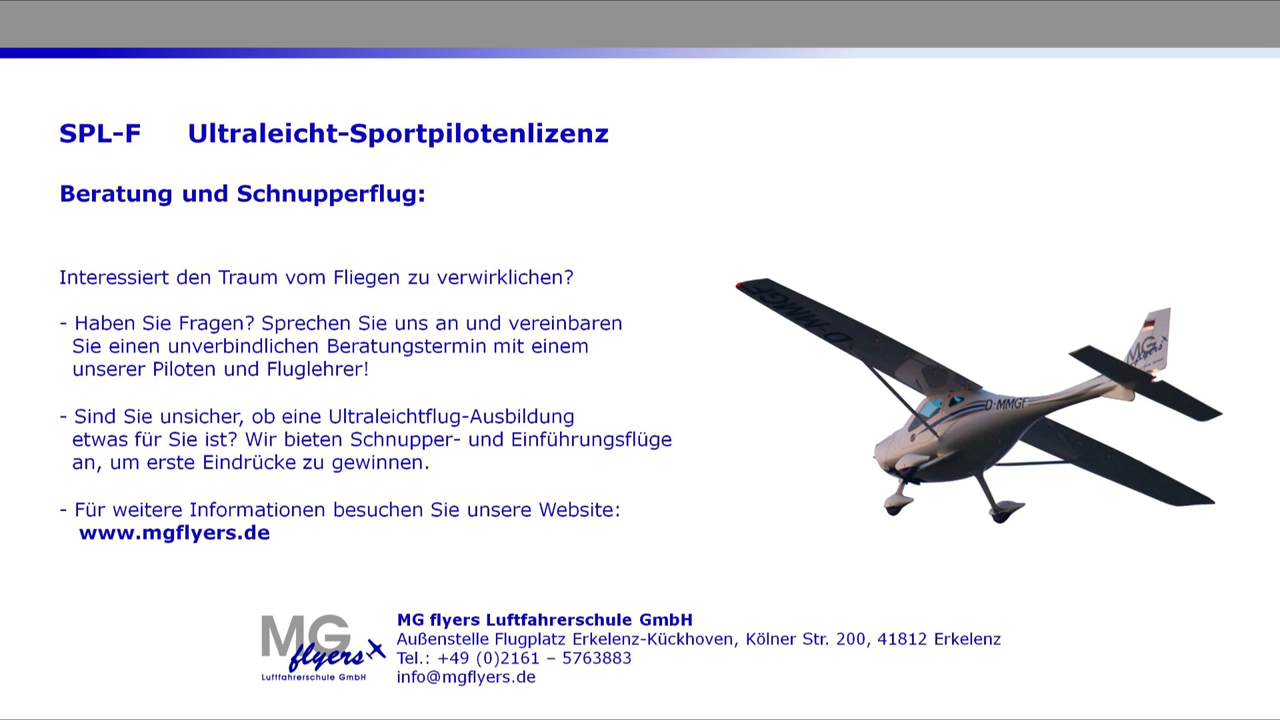 SPL-F Ultraleicht-Sportpilotenlizenz
Beratung und Schnupperflug:
Interessiert den Traum vom Fliegen zu verwirklichen?
- Haben Sie Fragen? Sprechen Sie uns an und vereinbaren
Sie einen unverbindlichen Beratungstermin mit einem
unserer Piloten und Fluglehrer!
- Sind Sie unsicher, ob eine Ultraleichtflug-Ausbildung
etwas für Sie ist? Wir bieten Schnupper- und Einführungsflüge
an, um erste Eindrücke zu gewinnen.
- Für weitere Informationen besuchen Sie unsere Website:
www.mgflyers.de
D-MMGF
MG
flyers
D-MMGF
MG
flyers
Luftfahrerschule GmbH
MG flyers Luftfahrerschule GmbH
Außenstelle Flugplatz Erkelenz-Kückhoven, Kölner Str. 200, 41812 Erkelenz
Tel.: +49 (0)2161 – 5763883
info@mgflyers.de